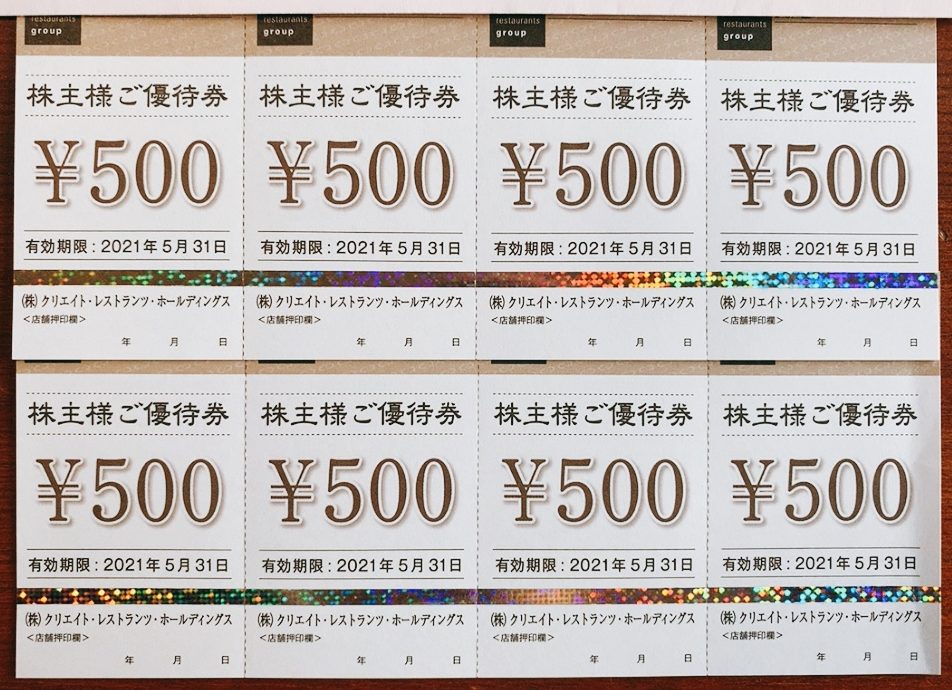 restaurants
group
株主様ご優待券
¥500
有効期限：2021年5月31日
㈱クリエイト・レストランツ・ホールディングス
＜店舗押印欄＞
年　月　日
restaurants
group
株主様ご優待券
¥500
有効期限：2021年5月31日
㈱クリエイト・レストランツ・ホールディングス
＜店舗押印欄＞
年　月　日
restaurants
group
株主様ご優待券
¥500
有効期限：2021年5月31日
㈱クリエイト・レストランツ・ホールディングス
＜店舗押印欄＞
年　月　日
restaurants
group
株主様ご優待券
¥500
有効期限：2021年5月31日
㈱クリエイト・レストランツ・ホールディングス
＜店舗押印欄＞
年　月　日
株主様ご優待券
¥500
有効期限：2021年5月31日
㈱クリエイト・レストランツ・ホールディングス
＜店舗押印欄＞
年　月　日
株主様ご優待券
¥500
有効期限：2021年5月31日
㈱クリエイト・レストランツ・ホールディングス
＜店舗押印欄＞
年　月　日
株主様ご優待券
¥500
有効期限：2021年5月31日
㈱クリエイト・レストランツ・ホールディングス
＜店舗押印欄＞
年　月　日
株主様ご優待券
¥500
有効期限：2021年5月31日
㈱クリエイト・レストランツ・ホールディングス
＜店舗押印欄＞
年　月　日